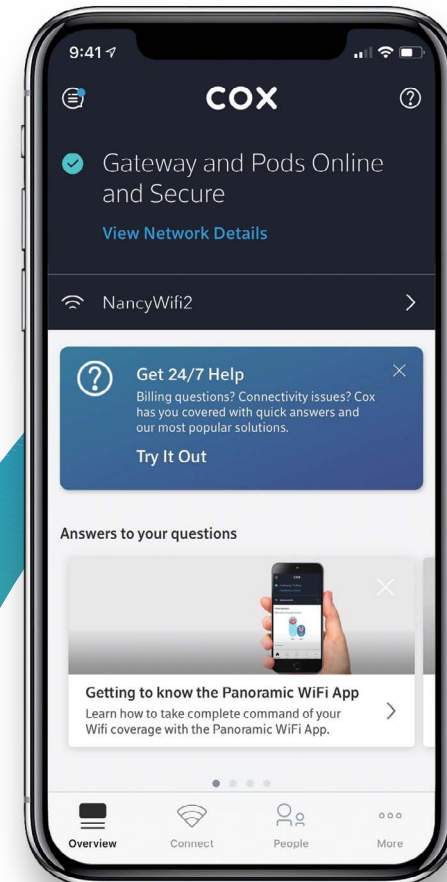 9:41
COX
Gateway and Pods Online
and Secure
View Network Details
NancyWifi2
Get 24/7 Help
Billing questions? Connectivity issues? Cox
has you covered with quick answers and
our most popular solutions.
Try It Out
Answers to your questions
Getting to know the Panoramic WiFi App
Learn how to take complete command of your
Wifi coverage with the Panoramic WiFi App.
Overview
Connect
People
More